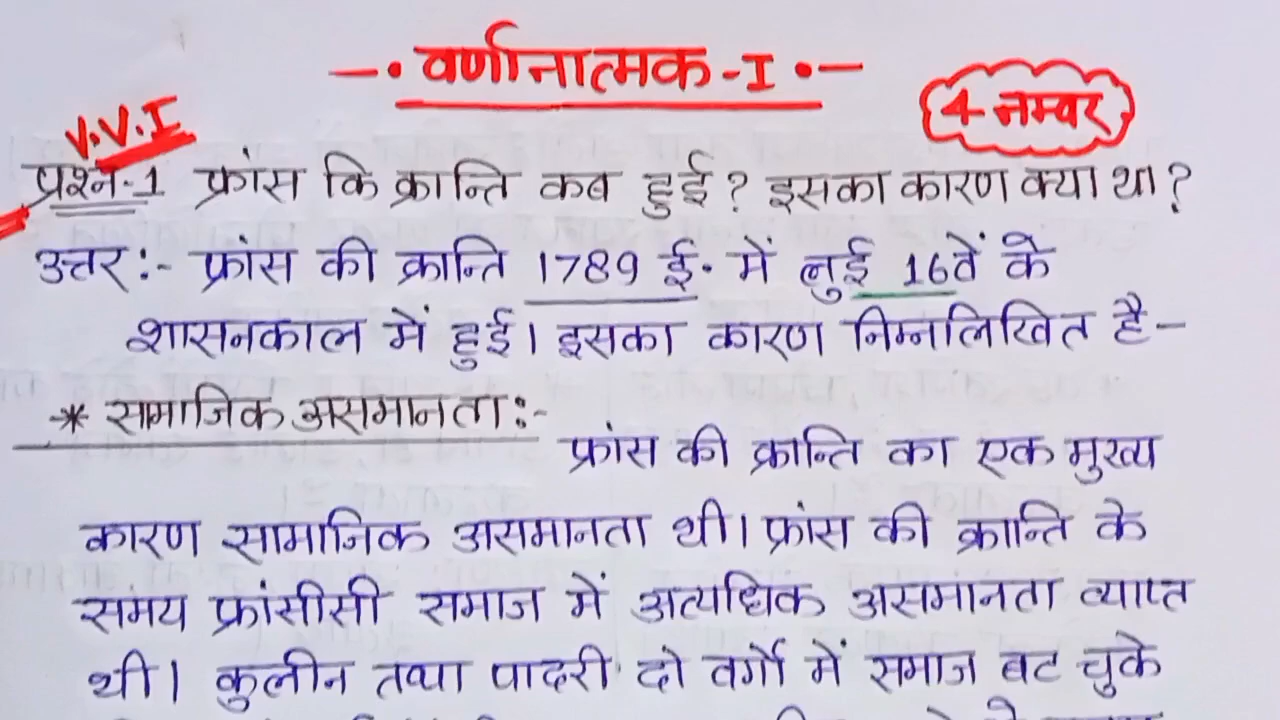 वर्णनात्मक - I
4 नम्बर
V.V.I
प्रश्न-1 फ्रांस कि क्रान्ति कब हुई? इसका कारण क्या था?
उत्तर:- फ्रांस की क्रान्ति 1789 ई. में लुई 16वें के
शासनकाल में हुई। इसका कारण निम्नलिखित है-
* सामाजिक असमानता:-
फ्रांस की क्रान्ति का एक मुख्य
कारण सामाजिक असमानता थी। फ्रांस की क्रान्ति के
समय फ्रांसीसी समाज में अत्यधिक असमानता व्याप्त
थी। कुलीन तथा पादरी दो वर्गों में समाज बट चुके